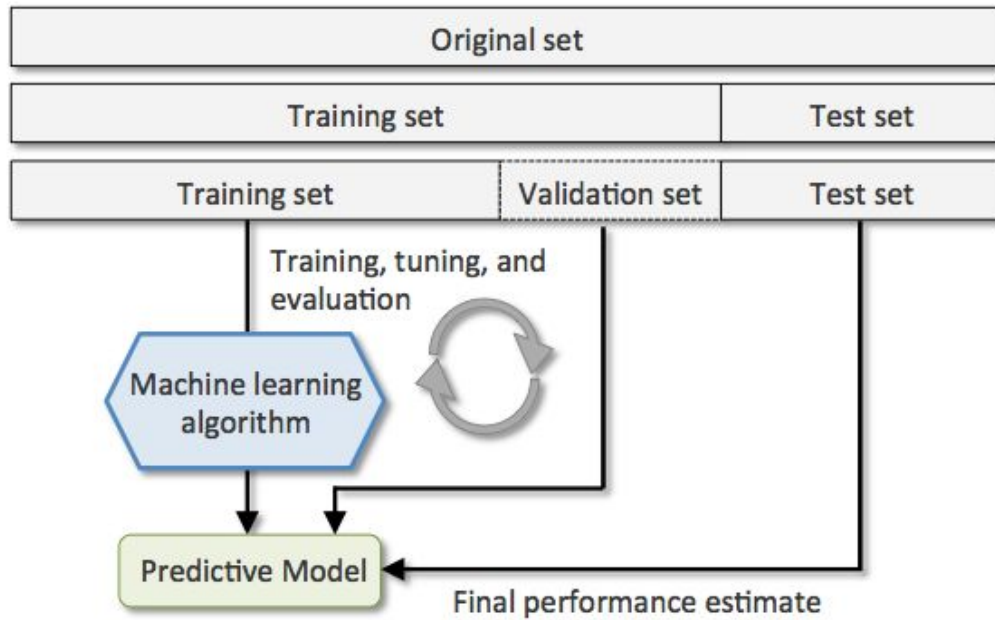 Original set
Training set
Test set
Training set
Validation set
Test set
Training, tuning, and
evaluation
Machine learning
algorithm
Predictive Model
Final performance estimate